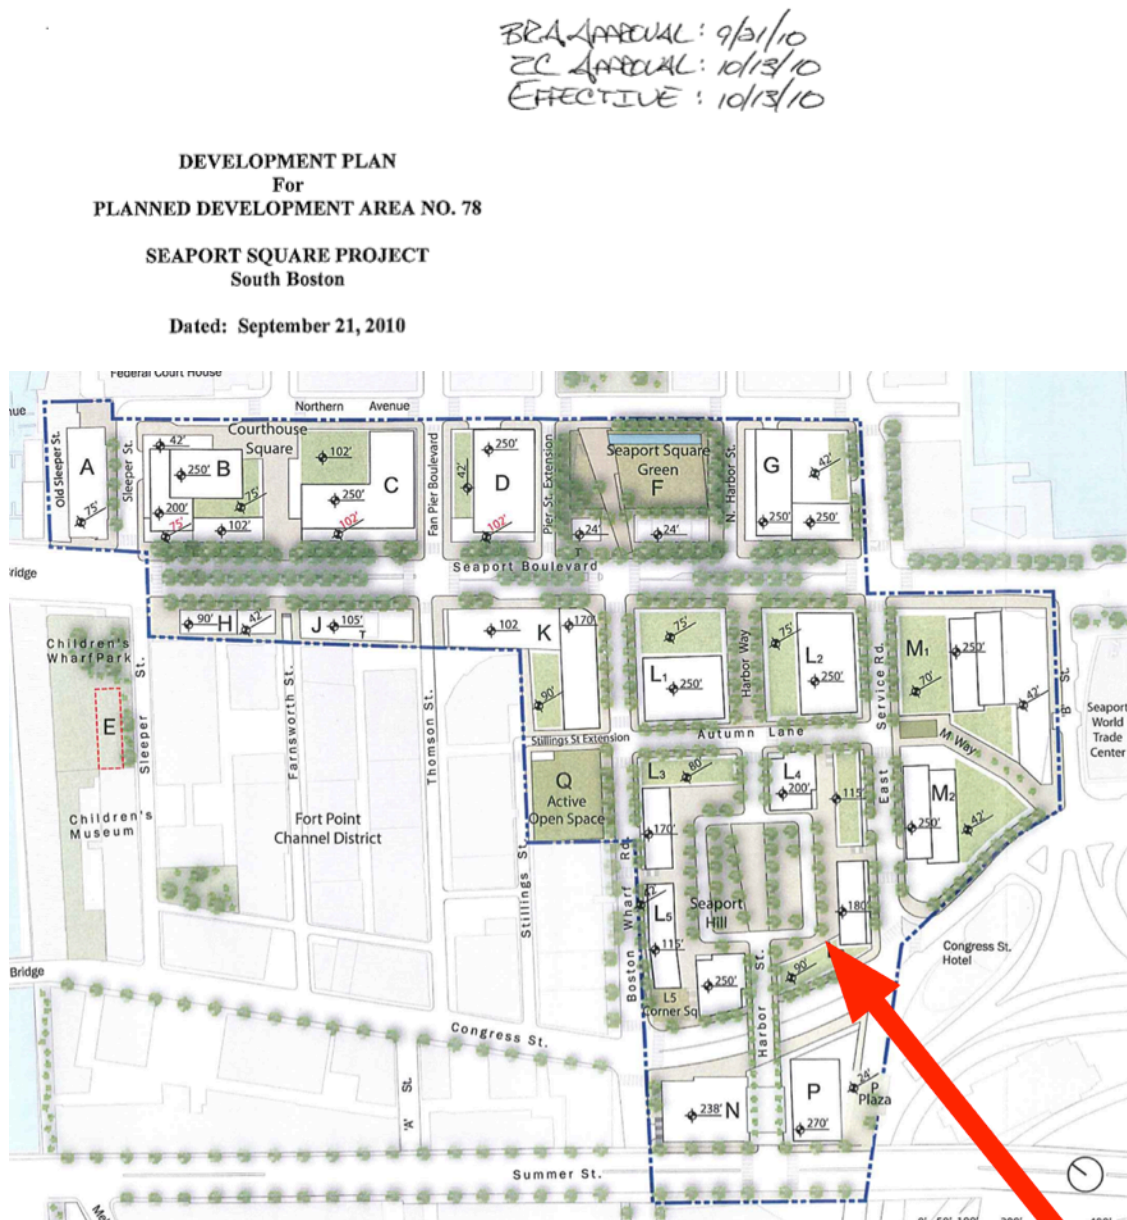 BRA APPROVAL: 9/21/10
ZC APPROVAL: 10/13/10
EFFECTIVE: 10/13/10
DEVELOPMENT PLAN
For
PLANNED DEVELOPMENT AREA NO. 78
SEAPORT SQUARE PROJECT
South Boston
Dated: September 21, 2010
Federal Court House
Northern Avenue
Old Sleeper St.
A
75'
Sleeper St.
42'
250'
B
200'
75'
75'
102'
Courthouse
Square
102'
250'
C
102'
Fan Pier Boulevard
42'
250'
D
102'
Pier St. Extension
Seaport Square
Green
F
24'
24'
N. Harbor St.
G
42'
250'
250'
Seaport Boulevard
Bridge
90'
H
42'
J
105'
102
K
170'
90'
75'
L1
250'
Harbor Way
75'
L2
250'
Service Rd.
East
M1
250'
70'
42'
B St.
Seaport
World
Trade
Center
Children's
Wharf Park
E
Sleeper St.
Farnsworth St.
Thomson St.
Stillings St Extension
Autumn Lane
M Way
Children's
Museum
Fort Point
Channel District
Q
Active
Open Space
L3
80'
L4
200'
115'
M2
250'
42'
170'
Stillings St.
Boston Wharf Rd.
42'
L5
115'
Seaport
Hill
180'
Congress St.
Hotel
Bridge
250'
90'
L5
Corner Sq
Harbor St.
Congress St.
'A' St.
238'
N
P
270'
24'
P
Plaza
Summer St.